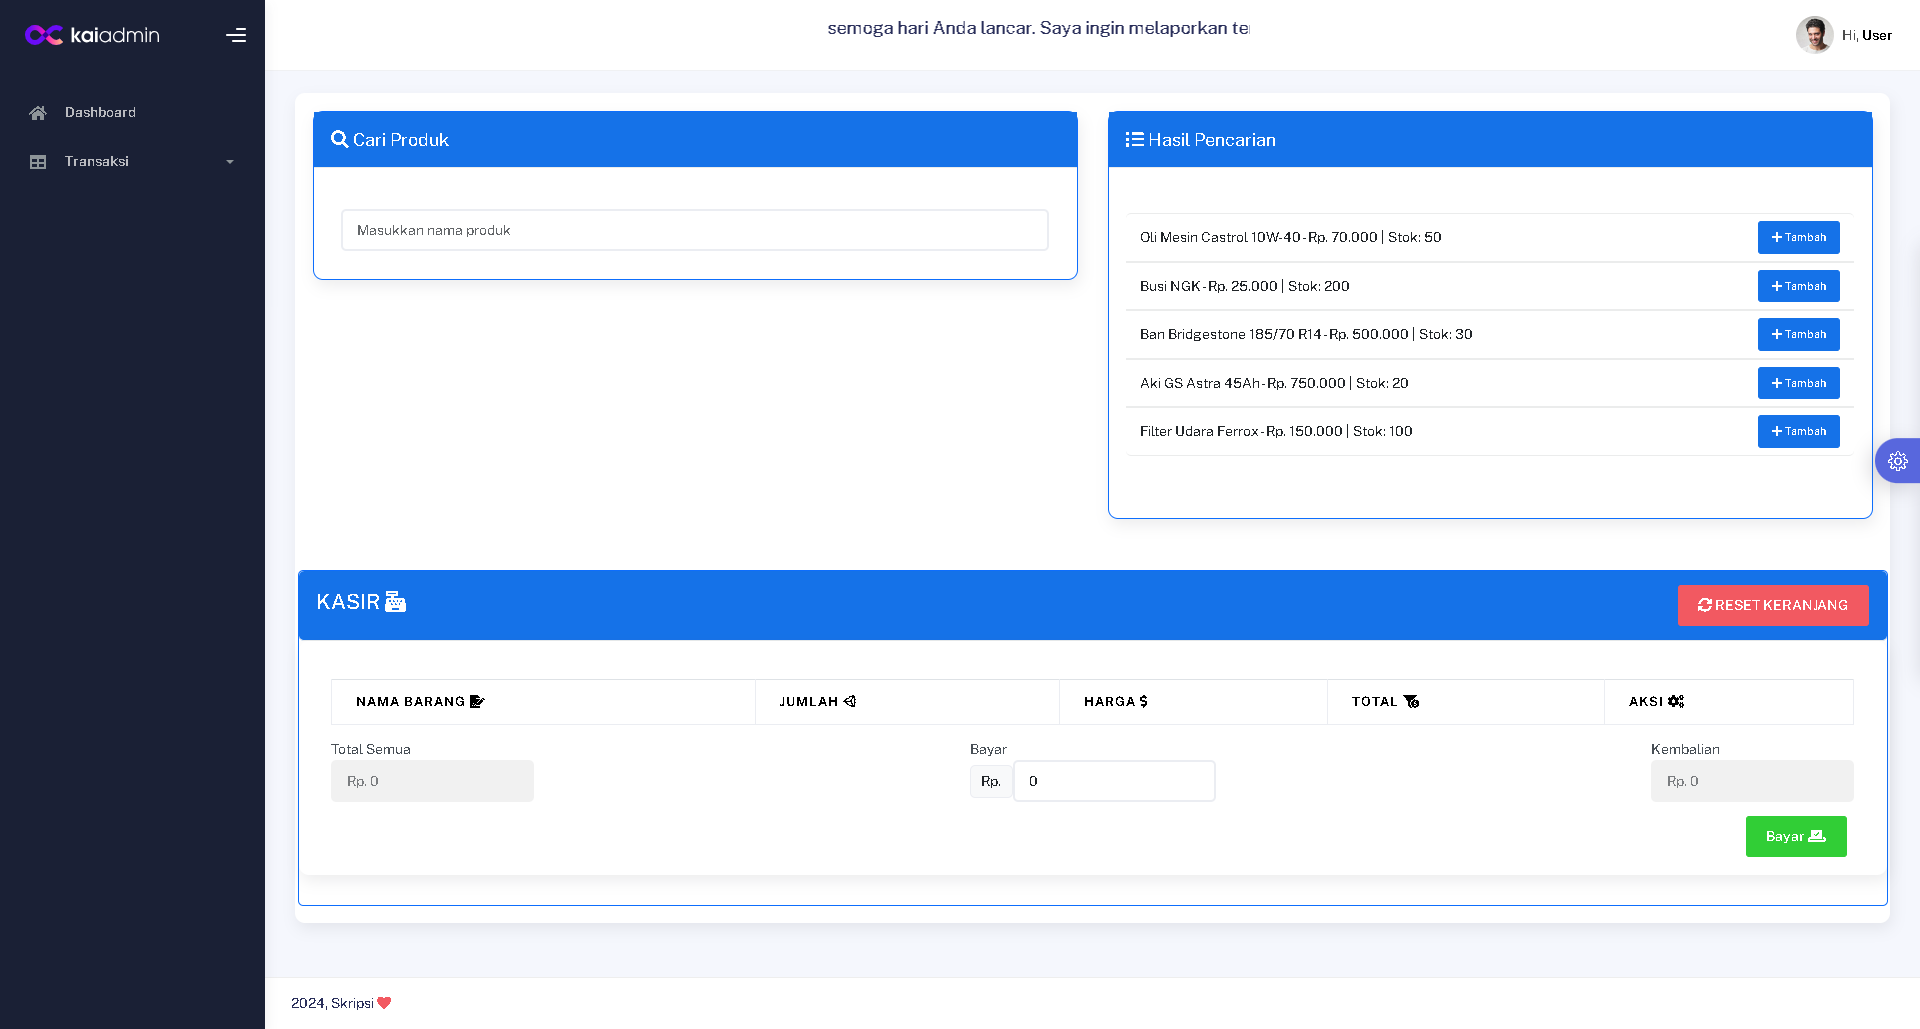 kaiadmin
semoga hari Anda lancar. Saya ingin melaporkan
Hi, User
Dashboard
Transaksi
Cari Produk
Masukkan nama produk
Hasil Pencarian
Oli Mesin Castrol 10W-40 - Rp. 70.000 | Stok: 50
Tambah
Busi NGK - Rp. 25.000 | Stok: 200
Tambah
Ban Bridgestone 185/70 R14 - Rp. 500.000 | Stok: 30
Tambah
Aki GS Astra 45Ah - Rp. 750.000 | Stok: 20
Tambah
Filter Udara Ferrox - Rp. 150.000 | Stok: 100
Tambah
KASIR
RESET KERANJANG
NAMA BARANG
JUMLAH
HARGA
TOTAL
AKSI
Total Semua
Rp. 0
Bayar
Rp. 0
Kembalian
Rp. 0
Bayar
2024, Skripsi